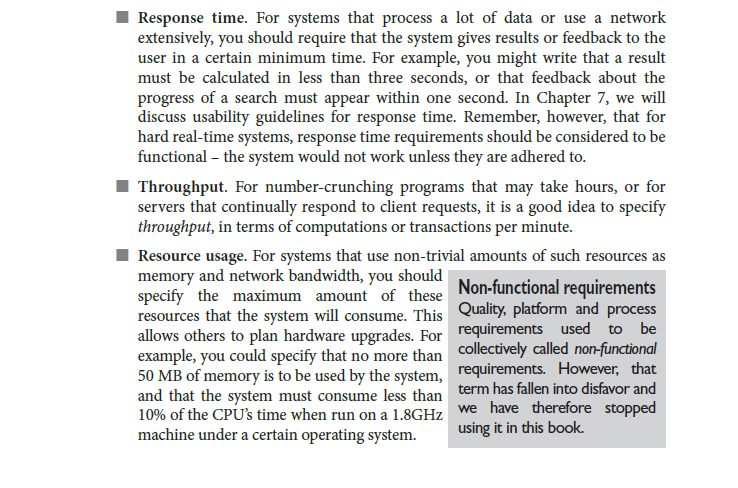 ■ Response time. For systems that process a lot of data or use a network
extensively, you should require that the system gives results or feedback to the
user in a certain minimum time. For example, you might write that a result
must be calculated in less than three seconds, or that feedback about the
progress of a search must appear within one second. In Chapter 7, we will
discuss usability guidelines for response time. Remember, however, that for
hard real-time systems, response time requirements should be considered to be
functional – the system would not work unless they are adhered to.
■ Throughput. For number-crunching programs that may take hours, or for
servers that continually respond to client requests, it is a good idea to specify
throughput, in terms of computations or transactions per minute.
■ Resource usage. For systems that use non-trivial amounts of such resources as
memory and network bandwidth, you should
specify the maximum amount of these
resources that the system will consume. This
allows others to plan hardware upgrades. For
example, you could specify that no more than
50 MB of memory is to be used by the system,
and that the system must consume less than
10% of the CPU’s time when run on a 1.8GHz
machine under a certain operating system.
Non-functional requirements
Quality, platform and process
requirements used to be
collectively called non-functional
requirements. However, that
term has fallen into disfavor and
we have therefore stopped
using it in this book.